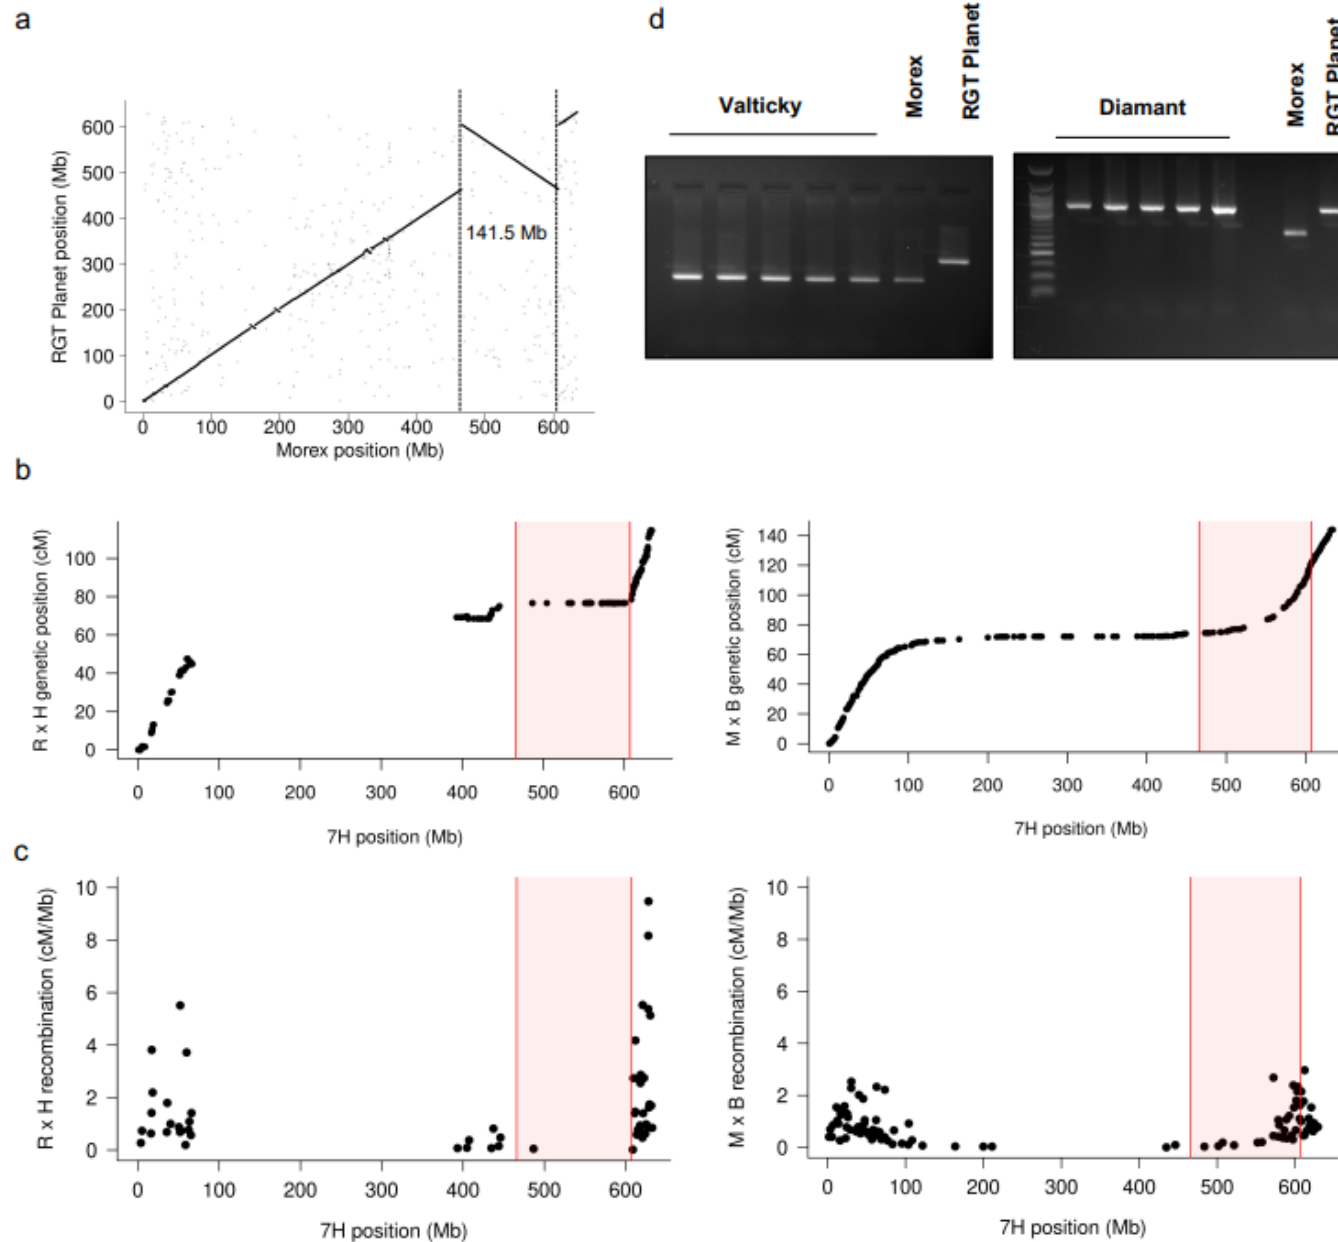 a
d
600
500
400
300
200
100
0
RGT Planet position (Mb)
141.5 Mb
0 100 200 300 400 500 600
Morex position (Mb)
Valticky
Morex
RGT Planet
Diamant
Morex
RGT Planet
b
100
80
60
40
20
0
R x H genetic position (cM)
0 100 200 300 400 500 600
7H position (Mb)
140
120
100
80
60
40
20
0
M x B genetic position (cM)
0 100 200 300 400 500 600
7H position (Mb)
c
10
8
6
4
2
0
R x H recombination (cM/Mb)
0 100 200 300 400 500 600
7H position (Mb)
10
8
6
4
2
0
M x B recombination (cM/Mb)
0 100 200 300 400 500 600
7H position (Mb)